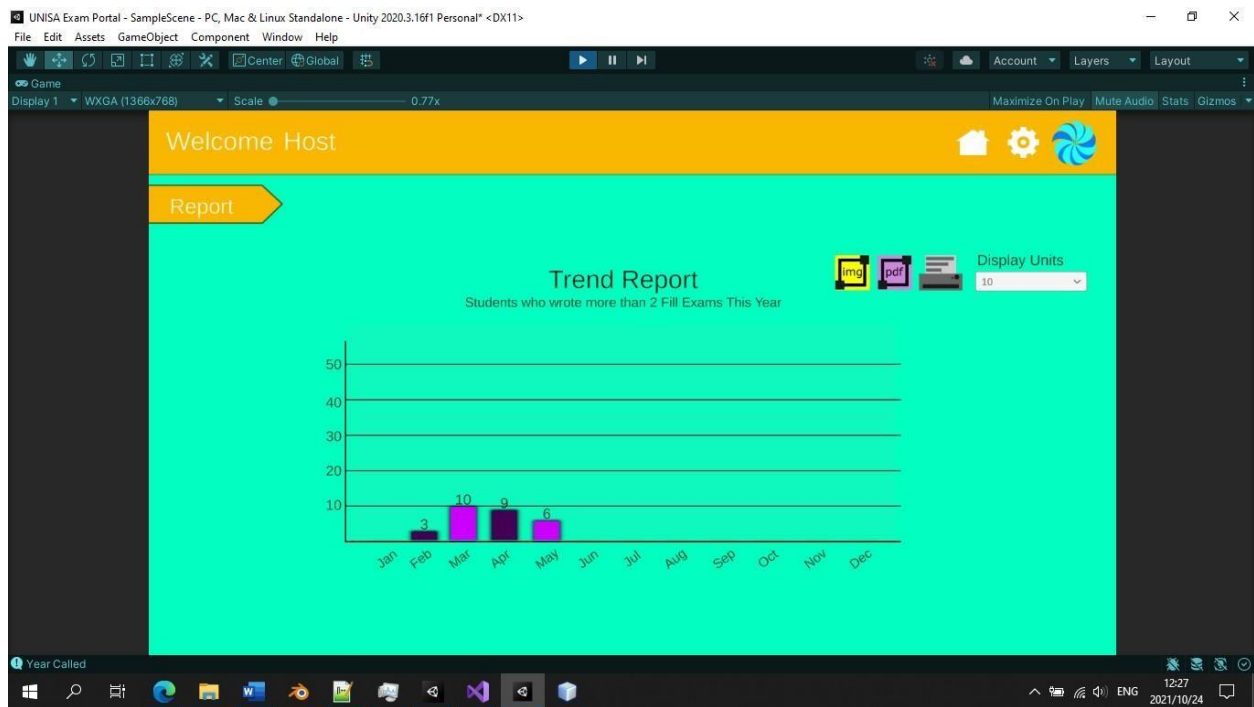 UNISA Exam Portal - SampleScene - PC, Mac & Linux Standalone - Unity 2020.3.16f1 Personal* <DX11>
File Edit Assets GameObject Component Window Help
Center Global
Account Layers Layout
Game
Display 1 WXGA (1366x768) Scale 0.77x Maximize On Play Mute Audio Stats Gizmos
Welcome Host
Report
img pdf Display Units
10
Trend Report
Students who wrote more than 2 Fill Exams This Year
50
40
30
20
10
3 10 9 6
Jan Feb Mar Apr May Jun Jul Aug Sep Oct Nov Dec
Year Called
ENG 12:27
2021/10/24